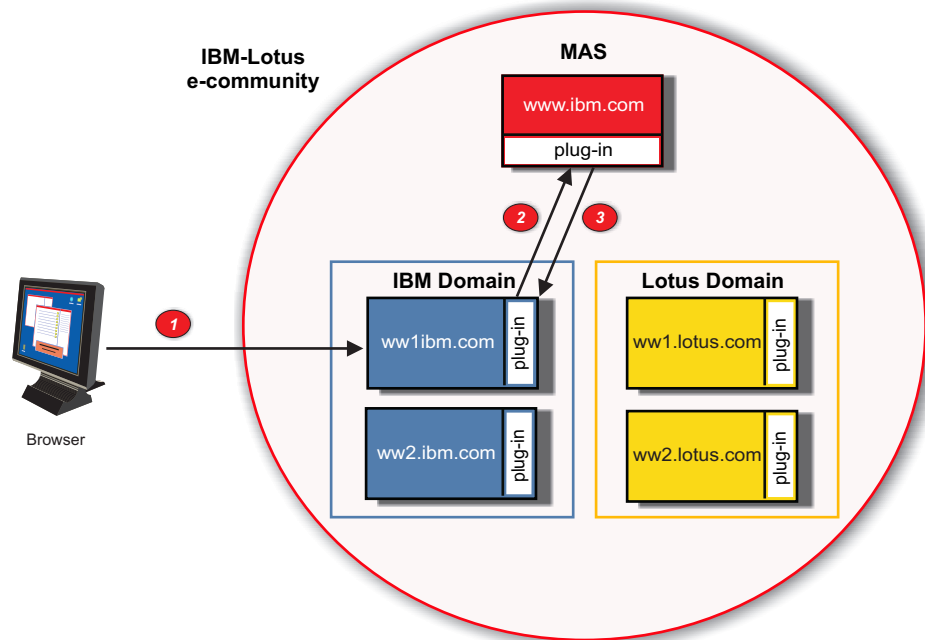 IBM-Lotus
e-community
MAS
www.ibm.com
plug-in
2
3
IBM Domain
Lotus Domain
1
ww1ibm.com
plug-in
ww1.lotus.com
plug-in
Browser
ww2.ibm.com
plug-in
ww2.lotus.com
plug-in